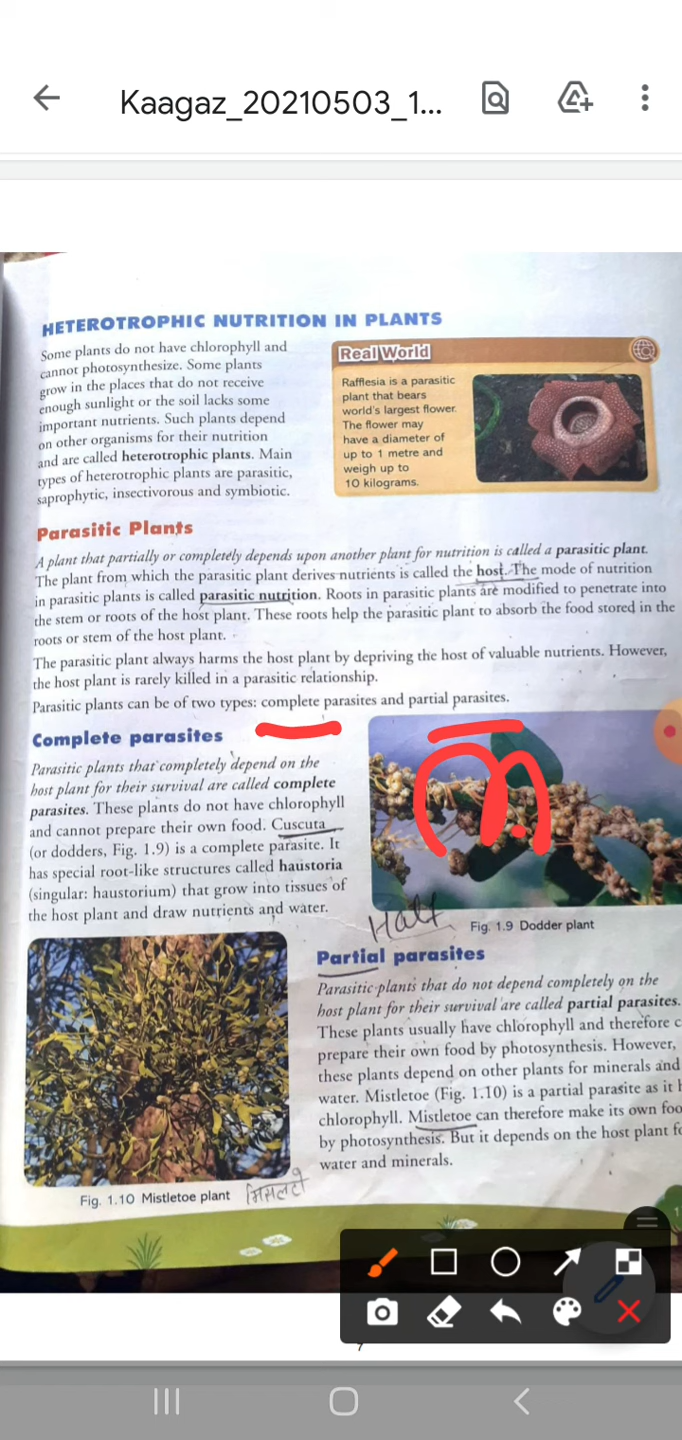 Kaagaz_20210503_1...
HETEROTROPHIC NUTRITION IN PLANTS
Some plants do not have chlorophyll and
cannot photosynthesize. Some plants
grow in the places that do not receive
enough sunlight or the soil lacks some
important nutrients. Such plants depend
on other organisms for their nutrition
and are called heterotrophic plants. Main
types of heterotrophic plants are parasitic,
saprophytic, insectivorous and symbiotic.
Real World
Rafflesia is a parasitic
plant that bears
world's largest flower.
The flower may
have a diameter of
up to 1 metre and
weigh up to
10 kilograms.
Parasitic Plants
A plant that partially or completely depends upon another plant for nutrition is called a parasitic plant.
The plant from which the parasitic plant derives nutrients is called the host. The mode of nutrition
in parasitic plants is called parasitic nutrition. Roots in parasitic plants are modified to penetrate into
the stem or roots of the host plant. These roots help the parasitic plant to absorb the food stored in the
roots or stem of the host plant.
The parasitic plant always harms the host plant by depriving the host of valuable nutrients. However,
the host plant is rarely killed in a parasitic relationship.
Parasitic plants can be of two types: complete parasites and partial parasites.
Complete parasites
Parasitic plants that completely depend on the
host plant for their survival are called complete
parasites. These plants do not have chlorophyll
and cannot prepare their own food. Cuscuta
(or dodders, Fig. 1.9) is a complete parasite. It
has special root-like structures called haustoria
(singular: haustorium) that grow into tissues of
the host plant and draw nutrients and water.
Half
Fig. 1.9 Dodder plant
Partial parasites
Parasitic plants that do not depend completely on the
host plant for their survival are called partial parasites.
These plants usually have chlorophyll and therefore c
prepare their own food by photosynthesis. However,
these plants depend on other plants for minerals and
water. Mistletoe (Fig. 1.10) is a partial parasite as it
chlorophyll. Mistletoe can therefore make its own foo
by photosynthesis. But it depends on the host plant
water and minerals.
Fig. 1.10 Mistletoe plant
7